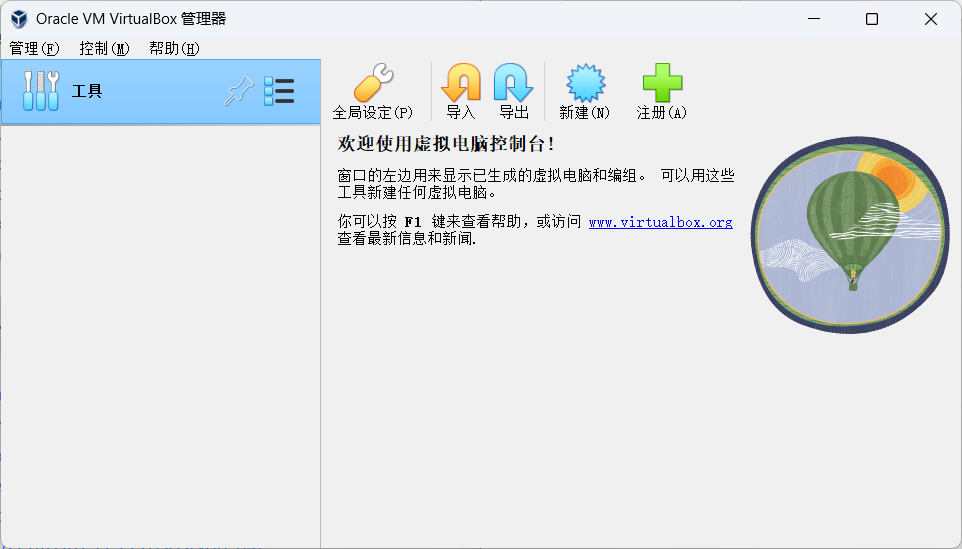 Oracle VM VirtualBox 管理器
管理(F) 控制(M) 帮助(H)
工具
全局设定(P) 导入 导出 新建(N) 注册(A)
欢迎使用虚拟电脑控制台!
窗口的左边用来显示已生成的虚拟电脑和编组。 可以用这些
工具新建任何虚拟电脑。
你可以按 F1 键来查看帮助，或访问 www.virtualbox.org
查看最新信息和新闻.